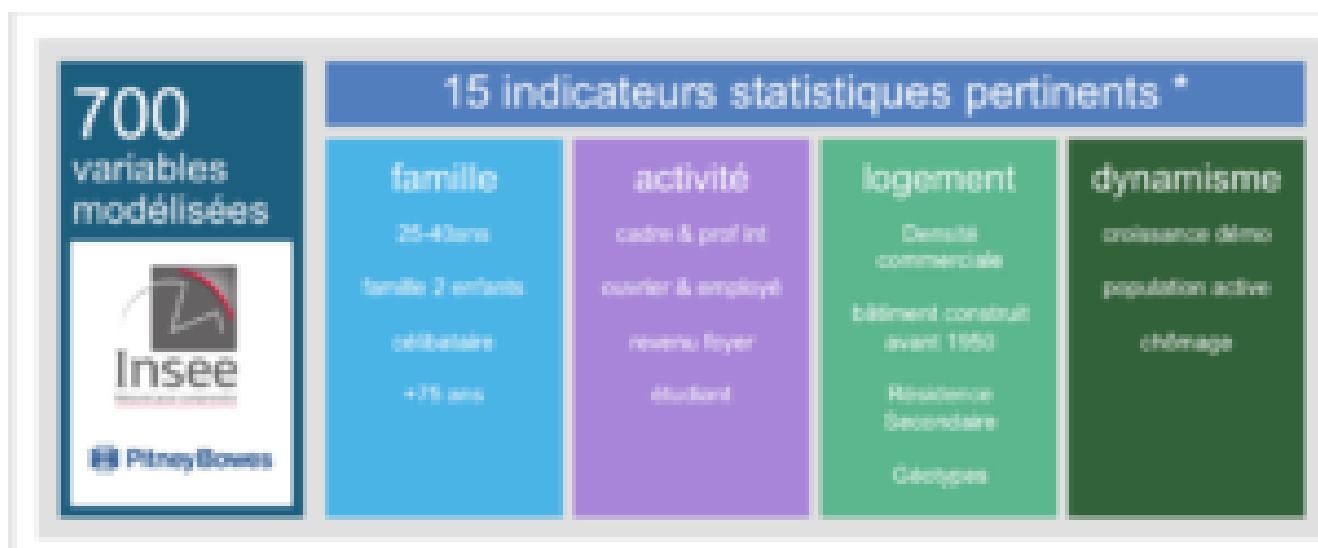 700
variables
modélisées
Insee
PitneyBowes
15 indicateurs statistiques pertinents *
famille
25-40ans
famille 2 enfants
célibataire
+75 ans
activité
cadre & prof int
ouvrier & employé
revenu foyer
étudiant
logement
Densité
commerciale
bâtiment construit
avant 1950
Résidence
Secondaire
Géotypes
dynamisme
croissance démo
population active
chômage